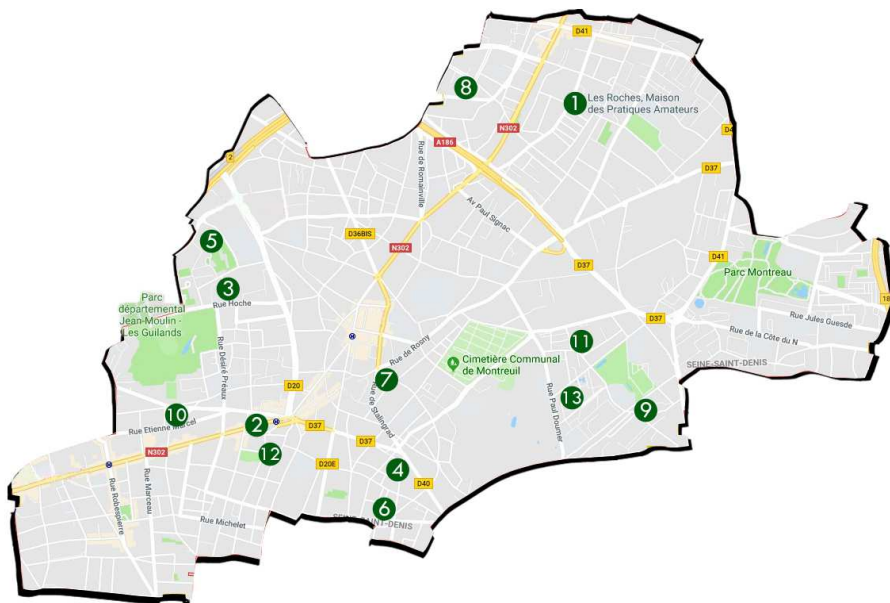 D41
8
1
Les Roches, Maison
des Pratiques Amateurs
N302
A186
2
D37
Rue de Romainville
Av Paul Signac
5
D36BIS
N302
D37
D41
Parc Montreau
3
Rue Hoche
Parc
départemental
Jean-Moulin -
Les Guilands
D37
Rue Jules Guesde
Rue de la Côte du N
11
Rue de Rosny
Cimetière Communal
de Montreuil
SEINE-SAINT-DENIS
Rue Désiré Préaux
D20
7
Rue de Stalingrad
Rue Paul Doumer
13
9
10
Rue Etienne Marcel
2
D37
D37
N302
12
D20E
4
D40
Rue Robespierre
Rue Marceau
6
Rue Michelet
SEINE-SAINT-DENIS